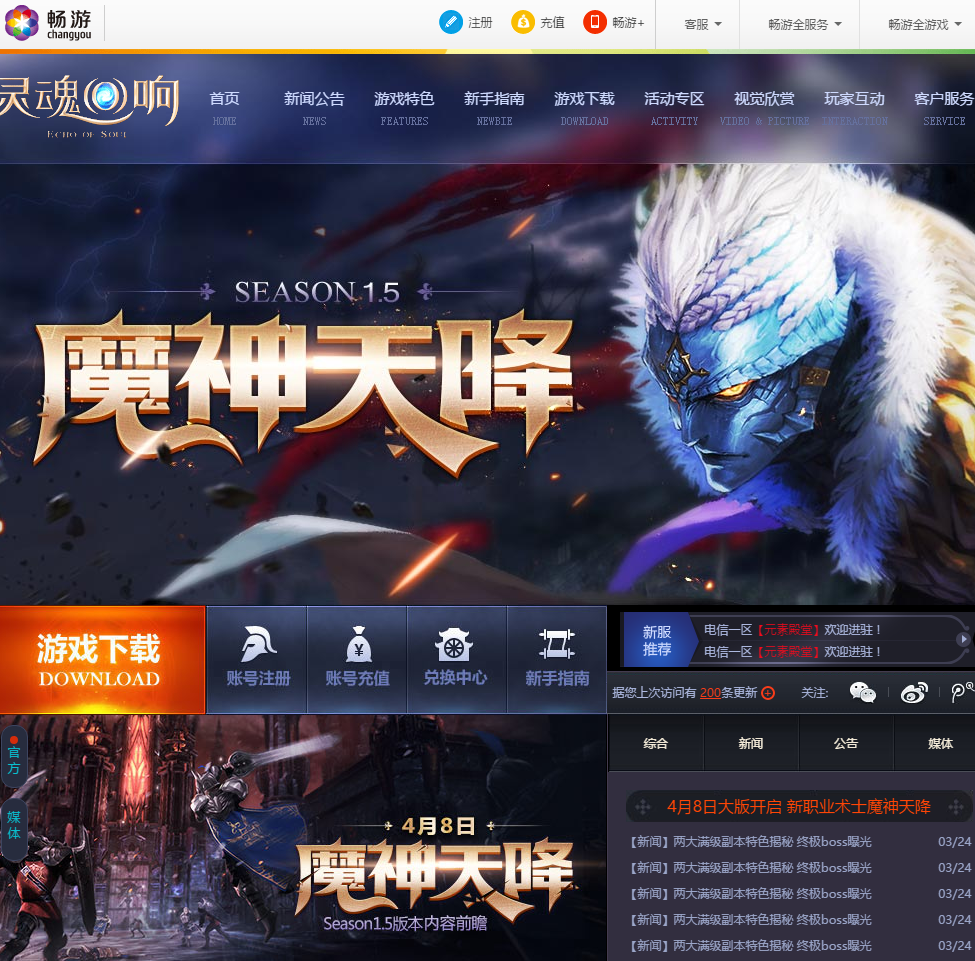 畅游
changyou
注册 充值 畅游+ 客服 畅游全服务 畅游全游戏
灵魂回响
ECHO OF SOUL
首页 新闻公告 游戏特色 新手指南 游戏下载 活动专区 视觉欣赏 玩家互动 客户服务
HOME NEWS FEATURES NEWBIE DOWNLOAD ACTIVITY VIDEO & PICTURE INTERACTION SERVICE
SEASON 1.5
魔神天降
游戏下载
DOWNLOAD
账号注册 账号充值 兑换中心 新手指南
新服
推荐
电信一区【元素殿堂】欢迎进驻！
电信一区【元素殿堂】欢迎进驻！
据您上次访问有 200条更新 关注:
官方
媒体
4月8日
魔神天降
Season1.5版本内容前瞻
综合 新闻 公告 媒体
4月8日大版开启 新职业术士魔神天降
【新闻】两大满级副本特色揭秘 终极boss曝光 03/24
【新闻】两大满级副本特色揭秘 终极boss曝光 03/24
【新闻】两大满级副本特色揭秘 终极boss曝光 03/24
【新闻】两大满级副本特色揭秘 终极boss曝光 03/24
【新闻】两大满级副本特色揭秘 终极boss曝光 03/24